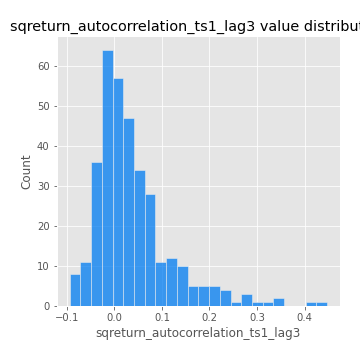 sqreturn_autocorrelation_ts1_lag3 value distribut
60
50
40
30
20
10
0
Count
−0.1 0.0 0.1 0.2 0.3 0.4
sqreturn_autocorrelation_ts1_lag3